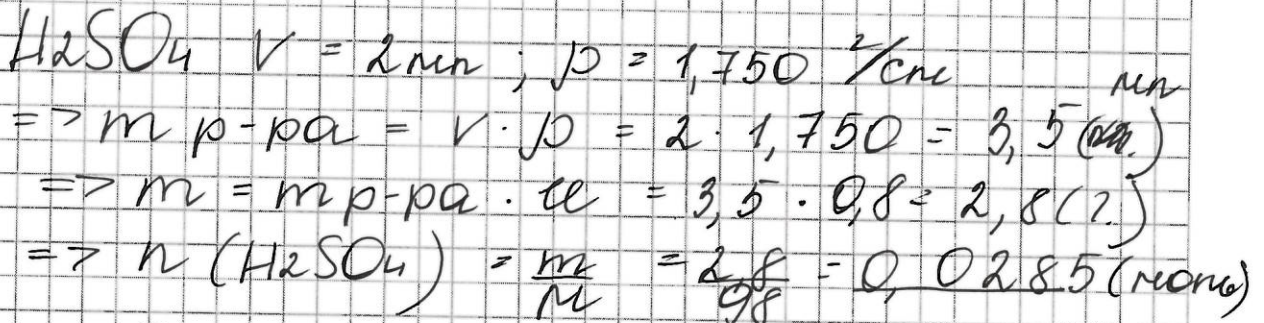 H2SO4 V = 2мл ; ρ = 1,750 г/см
=> m р-ра = V · ρ = 2 · 1,750 = 3,5 (мл)
=> m = m р-ра · ω = 3,5 · 0,8 = 2,8 (г.)
=> n (H2SO4) = m/M = 2,8/98 = 0,0285 (моль)